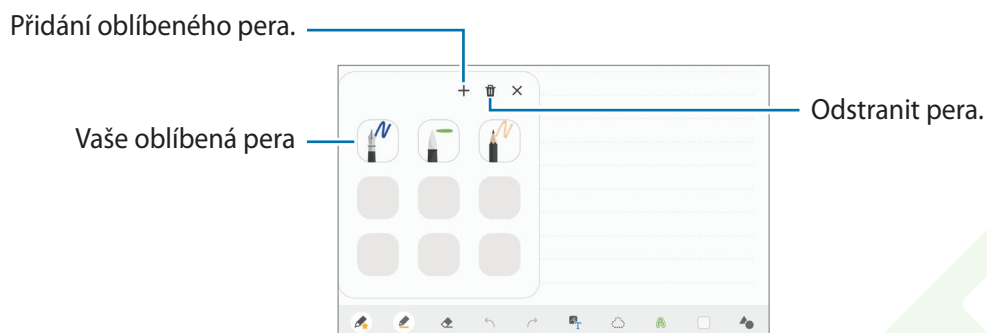 Přidání oblíbeného pera.
Odstranit pera.
Vaše oblíbená pera